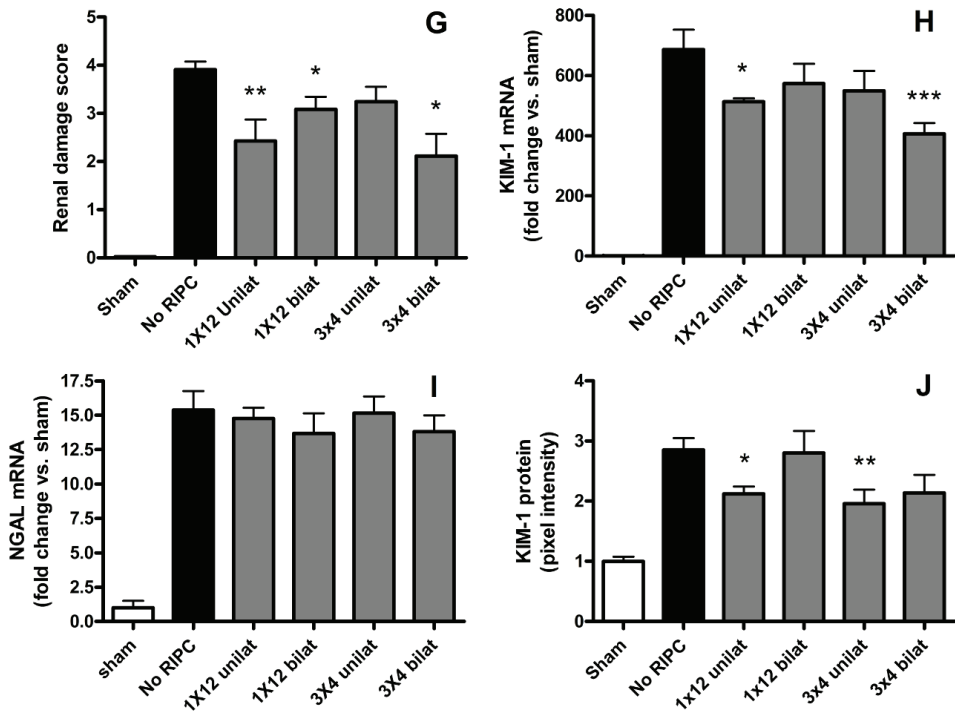 G
Renal damage score
5
4
3
2
1
0
**
*
*
Sham
No RIPC
1X12 Unilat
1X12 bilat
3x4 unilat
3x4 bilat
H
KIM-1 mRNA
(fold change vs. sham)
800
600
400
200
0
*
***
Sham
No RIPC
1X12 unilat
1X12 bilat
3X4 unilat
3X4 bilat
I
NGAL mRNA
(fold change vs. sham)
17.5
15.0
12.5
10.0
7.5
5.0
2.5
0.0
sham
No RIPC
1X12 unilat
1X12 bilat
3X4 unilat
3X4 bilat
J
KIM-1 protein
(pixel intensity)
4
3
2
1
0
*
**
Sham
No RIPC
1x12 unilat
1x12 bilat
3x4 unilat
3x4 bilat